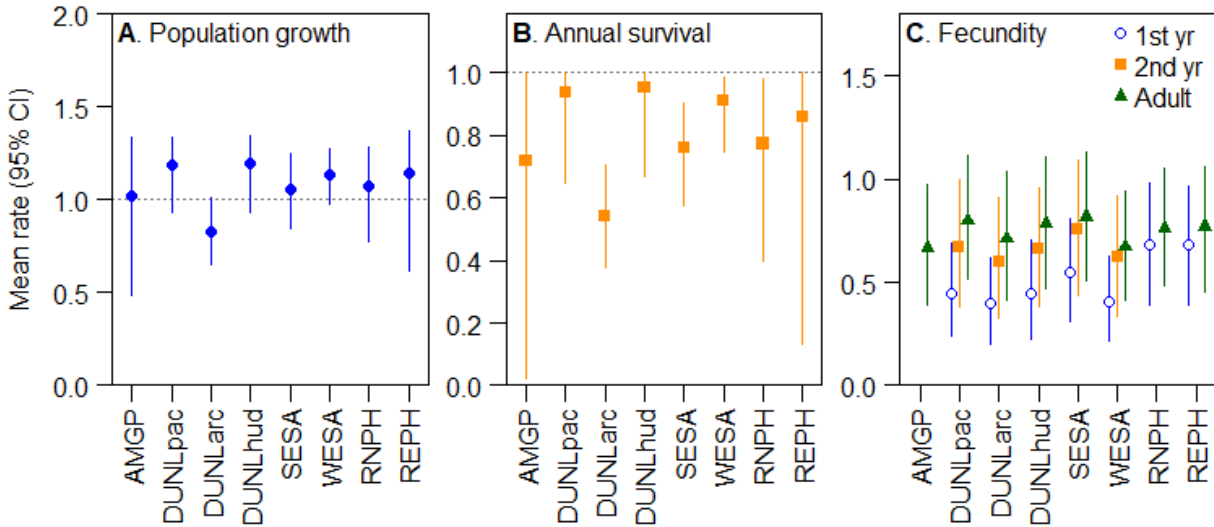 Mean rate (95% CI)
A. Population growth
2.0
1.5
1.0
0.5
0.0
AMGP
DUNLpac
DUNLarc
DUNLhud
SESA
WESA
RNPH
REPH
B. Annual survival
1.0
0.8
0.6
0.4
0.2
0.0
AMGP
DUNLpac
DUNLarc
DUNLhud
SESA
WESA
RNPH
REPH
C. Fecundity
1st yr
2nd yr
Adult
1.5
1.0
0.5
0.0
AMGP
DUNLpac
DUNLarc
DUNLhud
SESA
WESA
RNPH
REPH